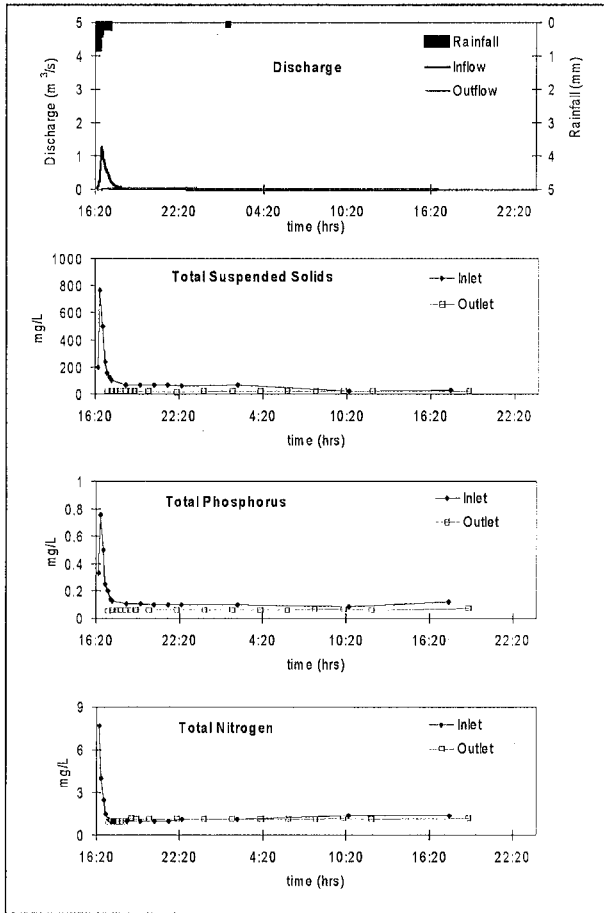 Discharge
Discharge (m³/s)
5
4
3
2
1
0
Rainfall (mm)
0
1
2
3
4
5
Rainfall
Inflow
Outflow
16:20 22:20 04:20 10:20 16:20 22:20
time (hrs)
Total Suspended Solids
mg/L
1000
800
600
400
200
0
Inlet
Outlet
16:20 22:20 4:20 10:20 16:20 22:20
time (hrs)
Total Phosphorus
mg/L
1
0.8
0.6
0.4
0.2
0
Inlet
Outlet
16:20 22:20 4:20 10:20 16:20 22:20
time (hrs)
Total Nitrogen
mg/L
9
6
3
0
Inlet
Outlet
16:20 22:20 4:20 10:20 16:20 22:20
time (hrs)